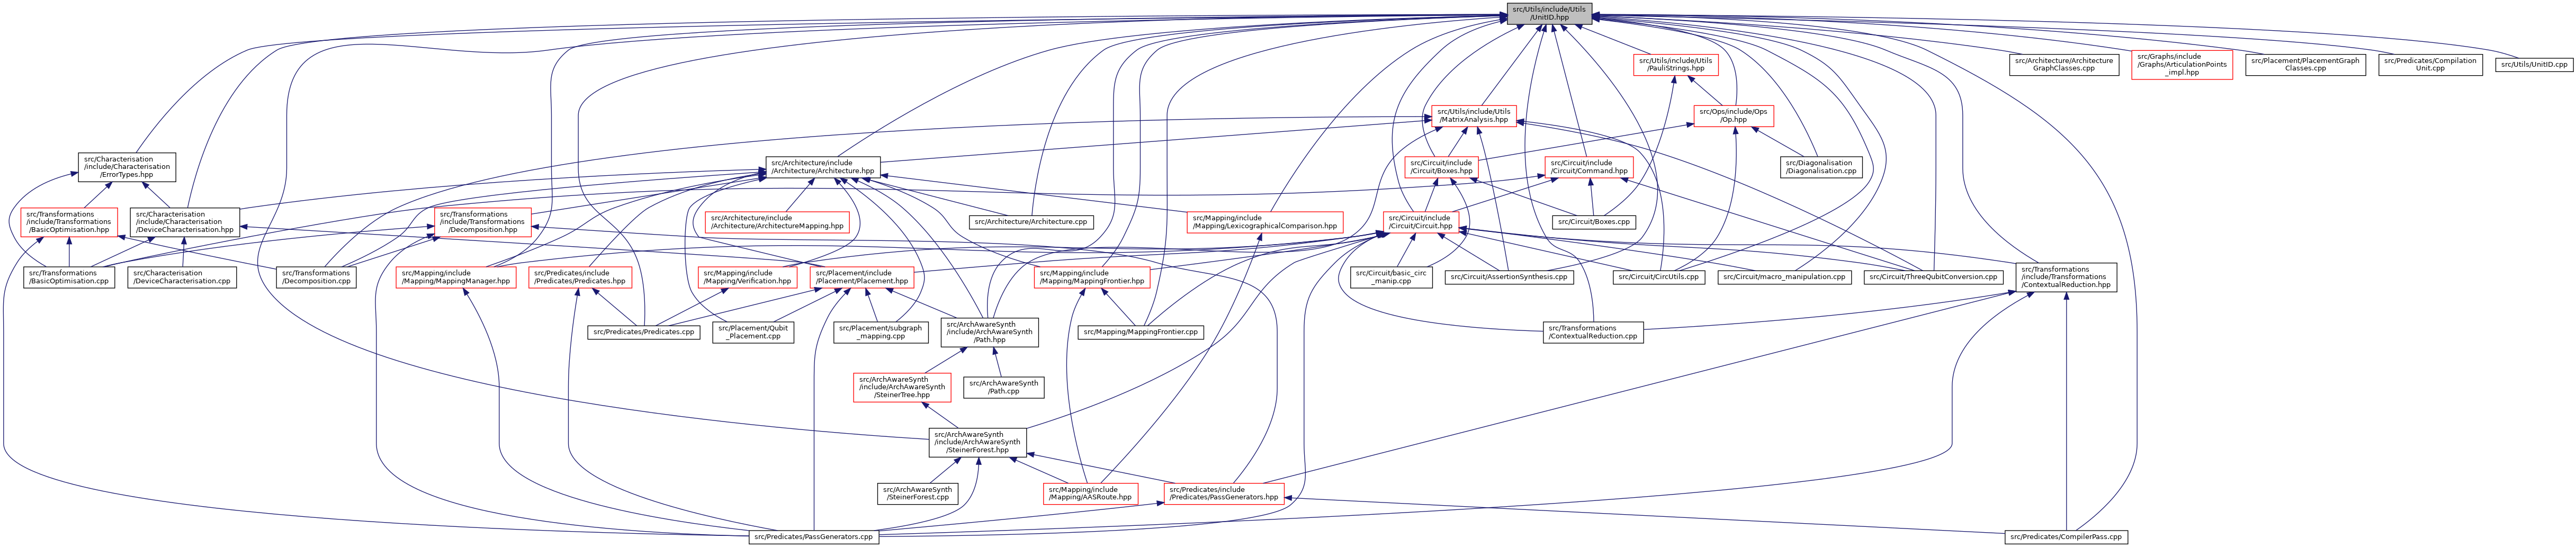 src/Utils/include/Utils
/UnitID.hpp
src/Utils/include/Utils
/PauliStrings.hpp
src/Architecture/Architecture
GraphClasses.cpp
src/Graphs/include
/Graphs/ArticulationPoints
_impl.hpp
src/Placement/PlacementGraph
Classes.cpp
src/Predicates/Compilation
Unit.cpp
src/Utils/UnitID.cpp
src/Utils/include/Utils
/MatrixAnalysis.hpp
src/Ops/include/Ops
/Op.hpp
src/Characterisation
/include/Characterisation
/ErrorTypes.hpp
src/Architecture/include
/Architecture/Architecture.hpp
src/Circuit/include
/Circuit/Boxes.hpp
src/Circuit/include
/Circuit/Command.hpp
src/Diagonalisation
/Diagonalisation.cpp
src/Transformations
/include/Transformations
/BasicOptimisation.hpp
src/Characterisation
/include/Characterisation
/DeviceCharacterisation.hpp
src/Transformations
/include/Transformations
/Decomposition.hpp
src/Architecture/include
/Architecture/ArchitectureMapping.hpp
src/Architecture/Architecture.cpp
src/Mapping/include
/Mapping/LexicographicalComparison.hpp
src/Circuit/include
/Circuit/Circuit.hpp
src/Circuit/Boxes.cpp
src/Transformations
/BasicOptimisation.cpp
src/Characterisation
/DeviceCharacterisation.cpp
src/Transformations
/Decomposition.cpp
src/Mapping/include
/Mapping/MappingManager.hpp
src/Predicates/include
/Predicates/Predicates.hpp
src/Mapping/include
/Mapping/Verification.hpp
src/Placement/include
/Placement/Placement.hpp
src/Mapping/include
/Mapping/MappingFrontier.hpp
src/Circuit/basic_circ
_manip.cpp
src/Circuit/AssertionSynthesis.cpp
src/Circuit/CircUtils.cpp
src/Circuit/macro_manipulation.cpp
src/Circuit/ThreeQubitConversion.cpp
src/Transformations
/include/Transformations
/ContextualReduction.hpp
src/Predicates/Predicates.cpp
src/Placement/Qubit
_Placement.cpp
src/Placement/subgraph
_mapping.cpp
src/ArchAwareSynth
/include/ArchAwareSynth
/Path.hpp
src/Mapping/MappingFrontier.cpp
src/Transformations
/ContextualReduction.cpp
src/ArchAwareSynth
/include/ArchAwareSynth
/SteinerTree.hpp
src/ArchAwareSynth
/Path.cpp
src/ArchAwareSynth
/include/ArchAwareSynth
/SteinerForest.hpp
src/ArchAwareSynth
/SteinerForest.cpp
src/Mapping/include
/Mapping/AASRoute.hpp
src/Predicates/include
/Predicates/PassGenerators.hpp
src/Predicates/PassGenerators.cpp
src/Predicates/CompilerPass.cpp